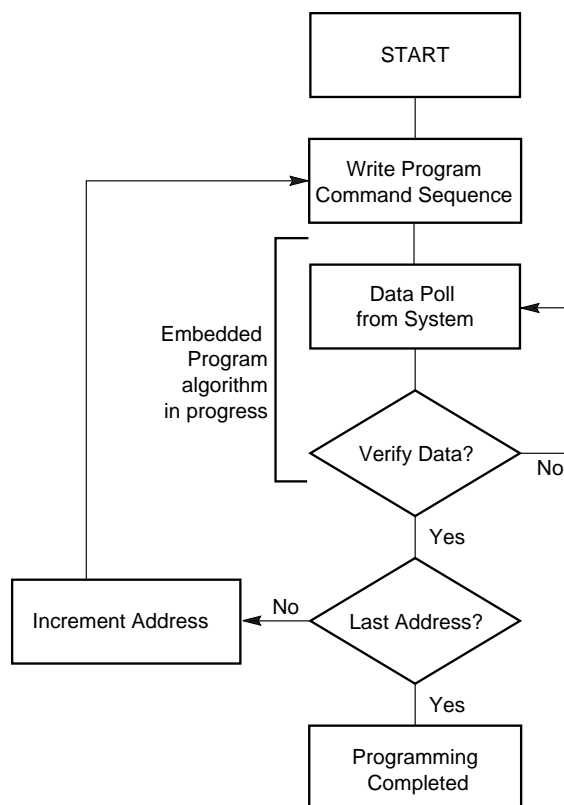 START
Write Program
Command Sequence
Data Poll
from System
Embedded
Program
algorithm
in progress
Verify Data?
No
Yes
Increment Address
No
Last Address?
Yes
Programming
Completed